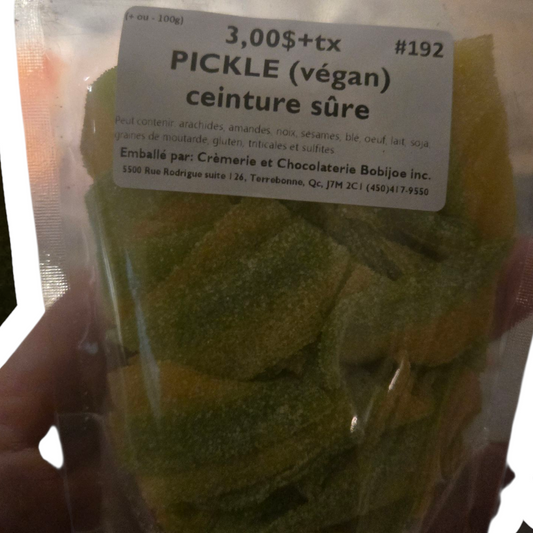 (+ ou - 100g)
3,00$+tx #192
PICKLE (végan)
ceinture sûre
Peut contenir: arachides, amandes, noix, sésames, blé, oeuf, lait, soja,
graines de moutarde, gluten, triticales et sulfites
Emballé par: Crèmerie et Chocolaterie Bobijoe inc.
5500 Rue Rodrigue suite 126, Terrebonne, Qc, J7M 2C1 (450)417-9550